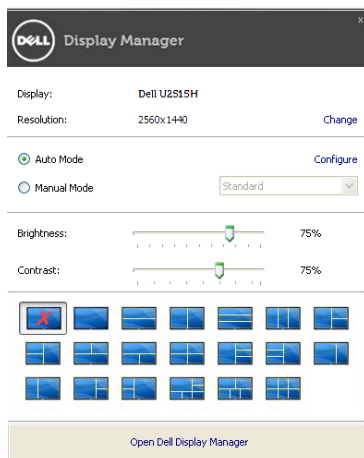 x
DELL Display Manager
Display: Dell U2515H
Resolution: 2560x1440 Change
Auto Mode Configure
Manual Mode Standard
Brightness: 75%
Contrast: 75%
Open Dell Display Manager